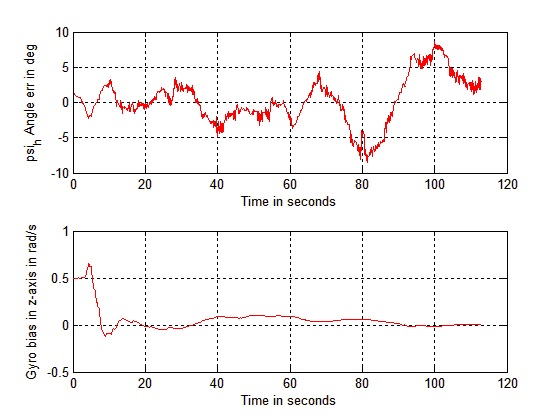 10
5
0
-5
-10
psi_h Angle err in deg
0 20 40 60 80 100 120
Time in seconds
1
0.5
0
-0.5
Gyro bias in z-axis in rad/s
0 20 40 60 80 100 120
Time in seconds